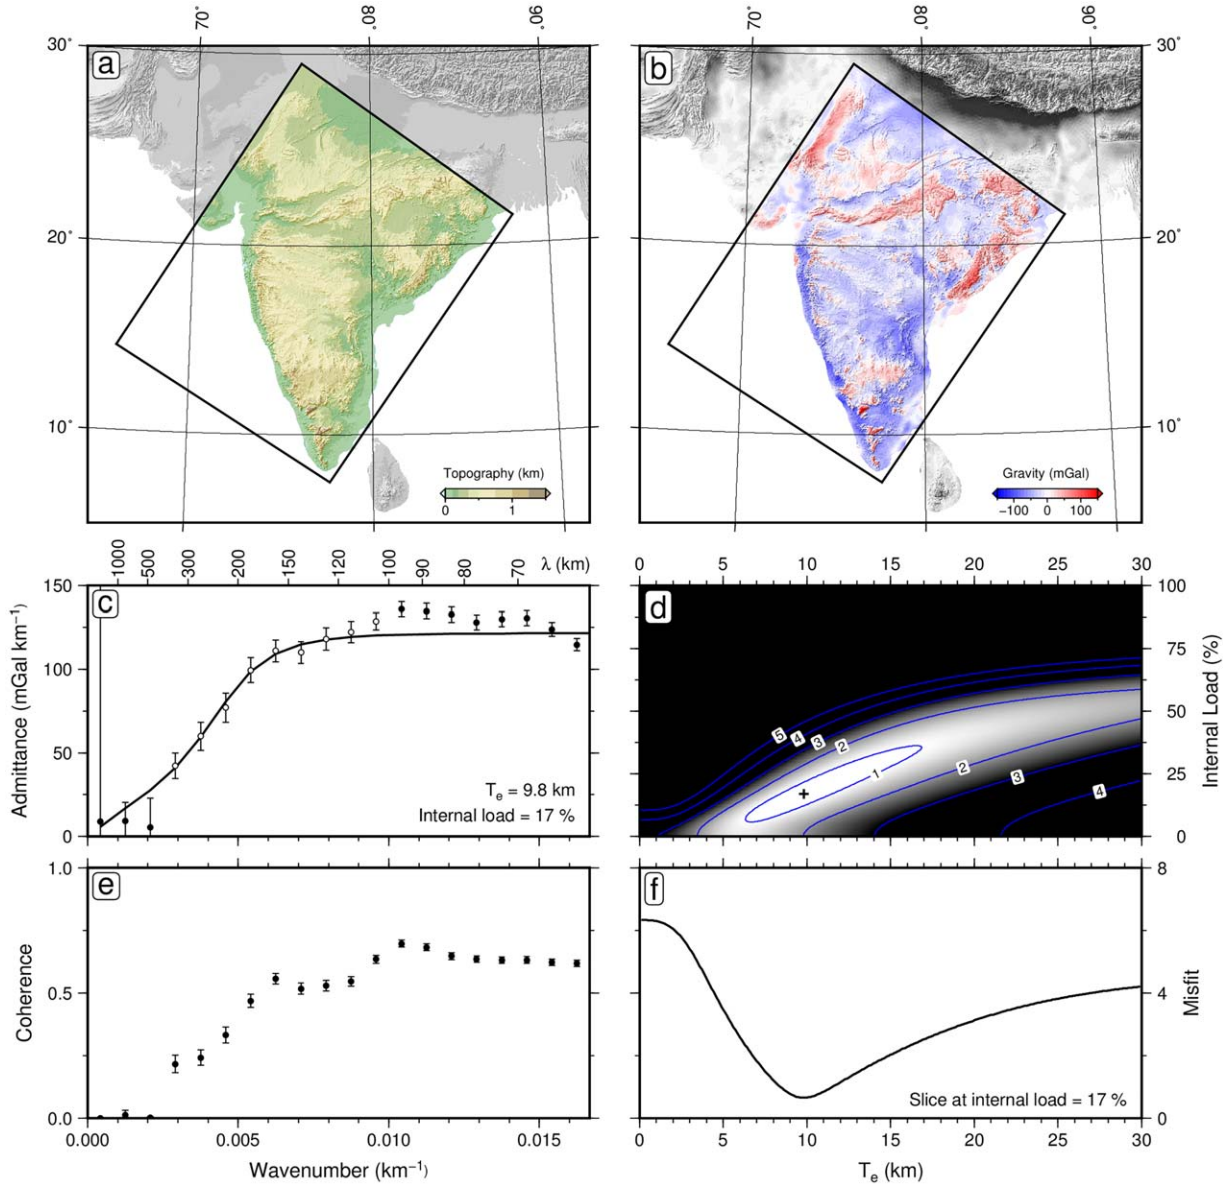 70˚ 80˚ 90˚ 70˚ 80˚ 90˚
30˚ a b 30˚
20˚ 20˚
10˚ 10˚
Topography (km)
0 1
Gravity (mGal)
−100 0 100
1000 500 300 200 150 120 100 90 80 70 λ (km)
0 5 10 15 20 25 30
150 c
100
50
0
Admittance (mGal km⁻¹)
Tₑ = 9.8 km
Internal load = 17 %
d 100
75
50
25
0
Internal Load (%)
5 4 3 2 1 2 3 4
1.0 e
0.5
0.0
Coherence
0.000 0.005 0.010 0.015
Wavenumber (km⁻¹)
f 8
4
0
Misfit
Slice at internal load = 17 %
0 5 10 15 20 25 30
Tₑ (km)